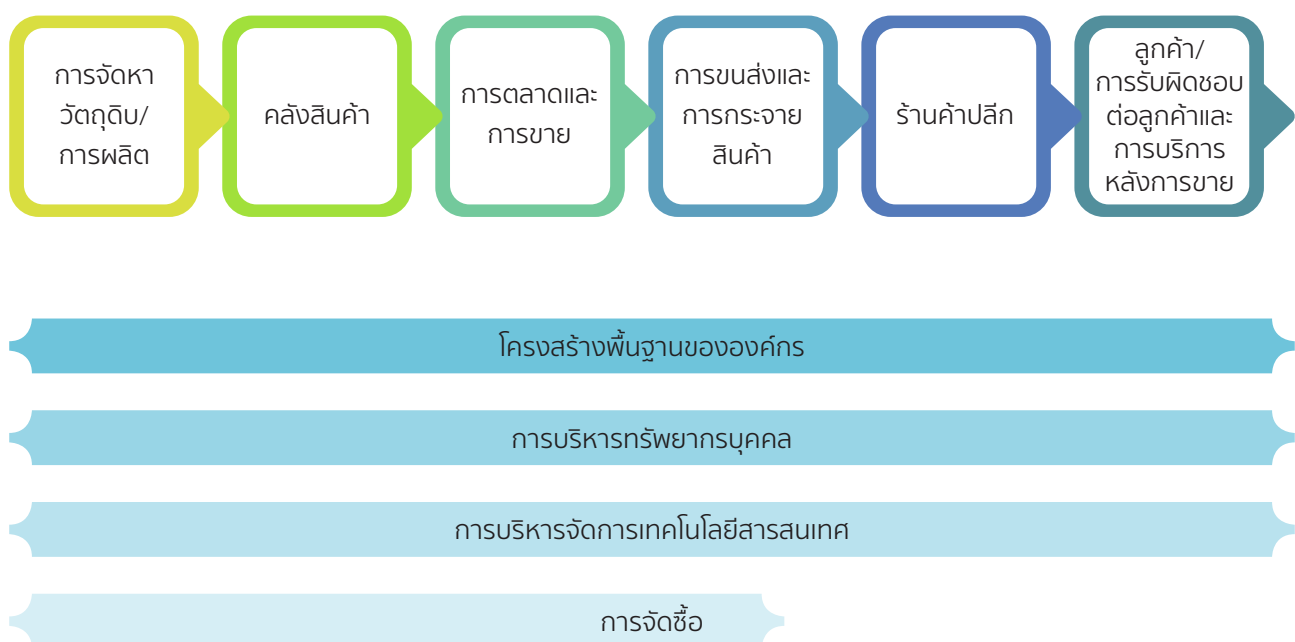 การจัดหา
วัตถุดิบ/
การผลิต
คลังสินค้า
การตลาดและ
การขาย
การขนส่งและ
การกระจาย
สินค้า
ร้านค้าปลีก
ลูกค้า/
การรับผิดชอบ
ต่อลูกค้าและ
การบริการ
หลังการขาย
โครงสร้างพื้นฐานขององค์กร
การบริหารทรัพยากรบุคคล
การบริหารจัดการเทคโนโลยีสารสนเทศ
การจัดซื้อ